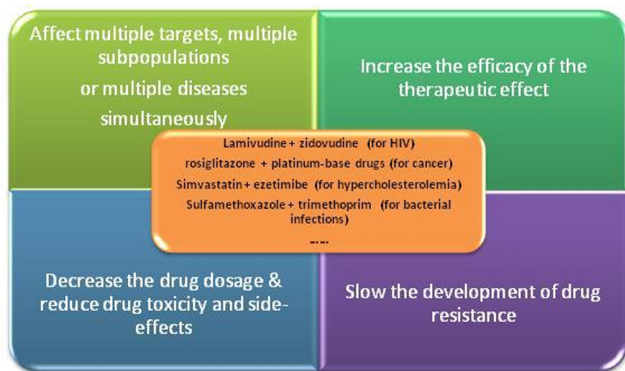 Affect multiple targets, multiple
subpopulations
or multiple diseases
simultaneously
Increase the efficacy of the
therapeutic effect
Lamivudine + zidovudine (for HIV)
rosiglitazone + platinum-base drugs (for cancer)
Simvastatin + ezetimibe (for hypercholesterolemia)
Sulfamethoxazole + trimethoprim (for bacterial
infections)
......
Decrease the drug dosage &
reduce drug toxicity and side-
effects
Slow the development of drug
resistance